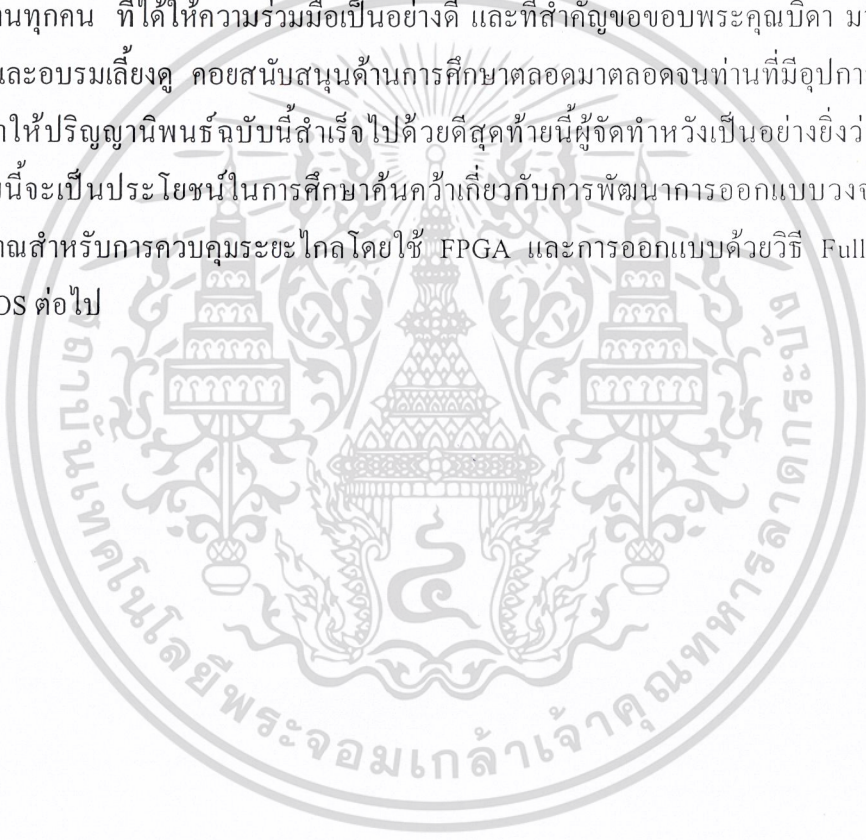 านทุกคน ที่ได้ให้ความร่วมมือเป็นอย่างดี และที่สำคัญขอขอบพระคุณบิดา มา
และอบรมเลี้ยงดู คอยสนับสนุนด้านการศึกษาตลอดมาตลอดจนท่านที่มีอุปกา
ำให้ปริญญานิพนธ์ฉบับนี้สำเร็จไปด้วยดีสุดท้ายนี้ผู้จัดทำหวังเป็นอย่างยิ่งว่
นี้จะเป็นประโยชน์ในการศึกษาค้นคว้าเกี่ยวกับการพัฒนาการออกแบบวงจ
าณสำหรับการควบคุมระยะไกลโดยใช้ FPGA และการออกแบบด้วยวิธี Full
OS ต่อไป
สถาบันเทคโนโลยีพระจอมเกล้าเจ้าคุณทหารลาดกระบัง
๔